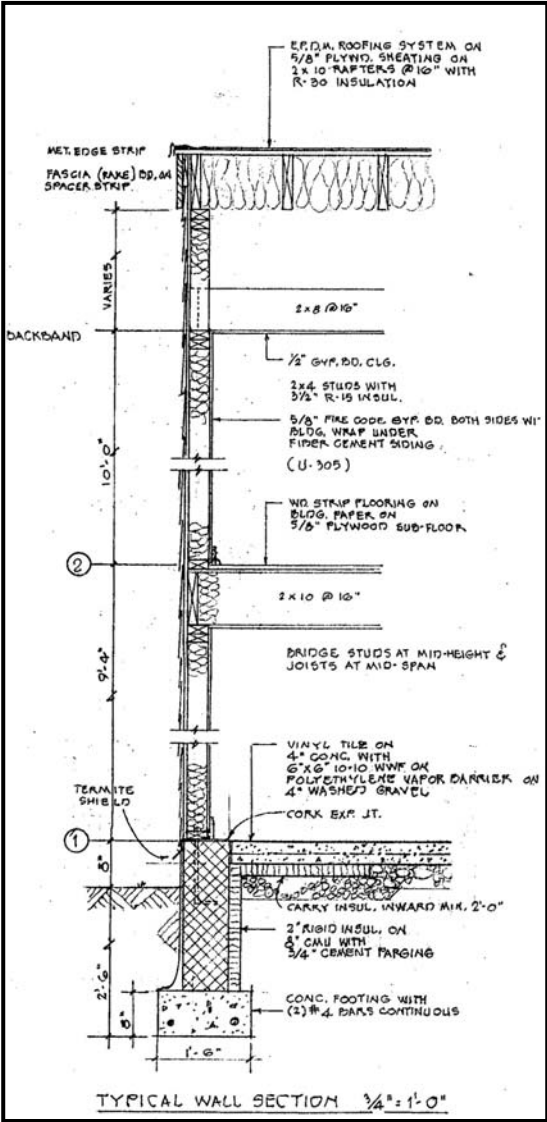 E.P.D.M. ROOFING SYSTEM ON
5/8" PLYWD. SHEATING ON
2 x 10 RAFTERS @ 16" WITH
R-30 INSULATION
MET. EDGE STRIP
FASCIA (RAKE) BD. ON
SPACER STRIP.
VARIES
2x8 @ 16"
BACKBAND
1/2" GYP. BD. CLG.
2x4 STUDS WITH
3 1/2" R-15 INSUL.
5/8" FIRE CODE GYP. BD. BOTH SIDES W/
BLDG. WRAP UNDER
FIBER CEMENT SIDING
(U-305)
10'-0"
WD. STRIP FLOORING ON
BLDG. PAPER ON
5/8" PLYWOOD SUB-FLOOR
2
2 x 10 @ 16"
BRIDGE STUDS AT MID-HEIGHT &
JOISTS AT MID-SPAN
9'-4"
VINYL TILE ON
4" CONC. WITH
6"x6" 10-10 WWF ON
POLYETHYLENE VAPOR BARRIER ON
4" WASHED GRAVEL
TERMITE
SHIELD
CORK EXP. JT.
1
8"
CARRY INSUL. INWARD MIN. 2'-0"
2" RIGID INSUL. ON
8" CMU WITH
3/4" CEMENT PARGING
2'-6"
8"
CONC. FOOTING WITH
(2) #4 BARS CONTINUOUS
1'-6"
TYPICAL WALL SECTION 3/4" = 1'-0"